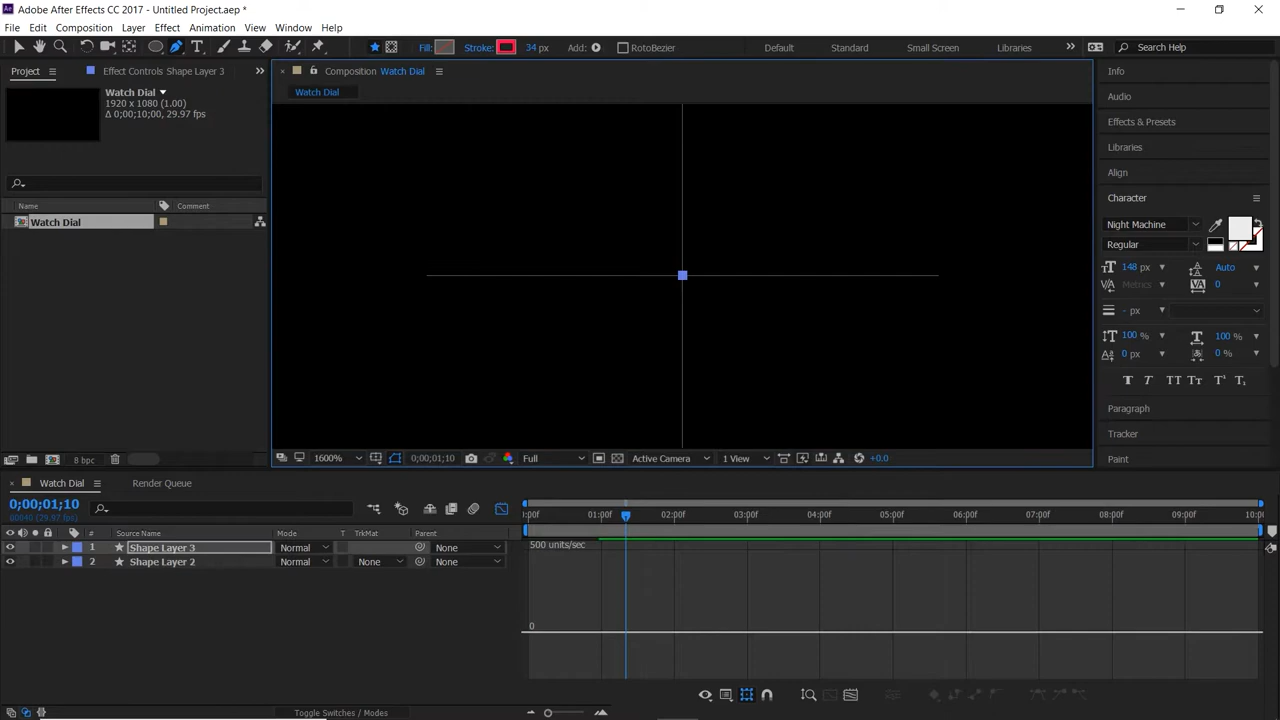 Adobe After Effects CC 2017 - Untitled Project.aep *
File Edit Composition Layer Effect Animation View Window Help
Fill: Stroke: 34 px Add: RotoBezier Default Standard Small Screen Libraries Search Help
Project Effect Controls Shape Layer 3
Composition Watch Dial
Watch Dial
Watch Dial
1920 x 1080 (1.00)
Δ 0;00;10;00, 29.97 fps
Name Comment
Watch Dial
8 bpc
1600% 0;00;01;10 Full Active Camera 1 View +0.0
Info
Audio
Effects & Presets
Libraries
Align
Character
Night Machine
Regular
148 px Auto
Metrics 0
- px
100 % 100 %
0 px 0 %
T T TT Tr T¹ T₁
Paragraph
Tracker
Paint
Watch Dial Render Queue
0;00;01;10
00040 (29.97 fps)
# Source Name Mode T TrkMat Parent
1 Shape Layer 3 Normal None
2 Shape Layer 2 Normal None None
:00f 01:00f 02:00f 03:00f 04:00f 05:00f 06:00f 07:00f 08:00f 09:00f 10:0
500 units/sec
0
Toggle Switches / Modes